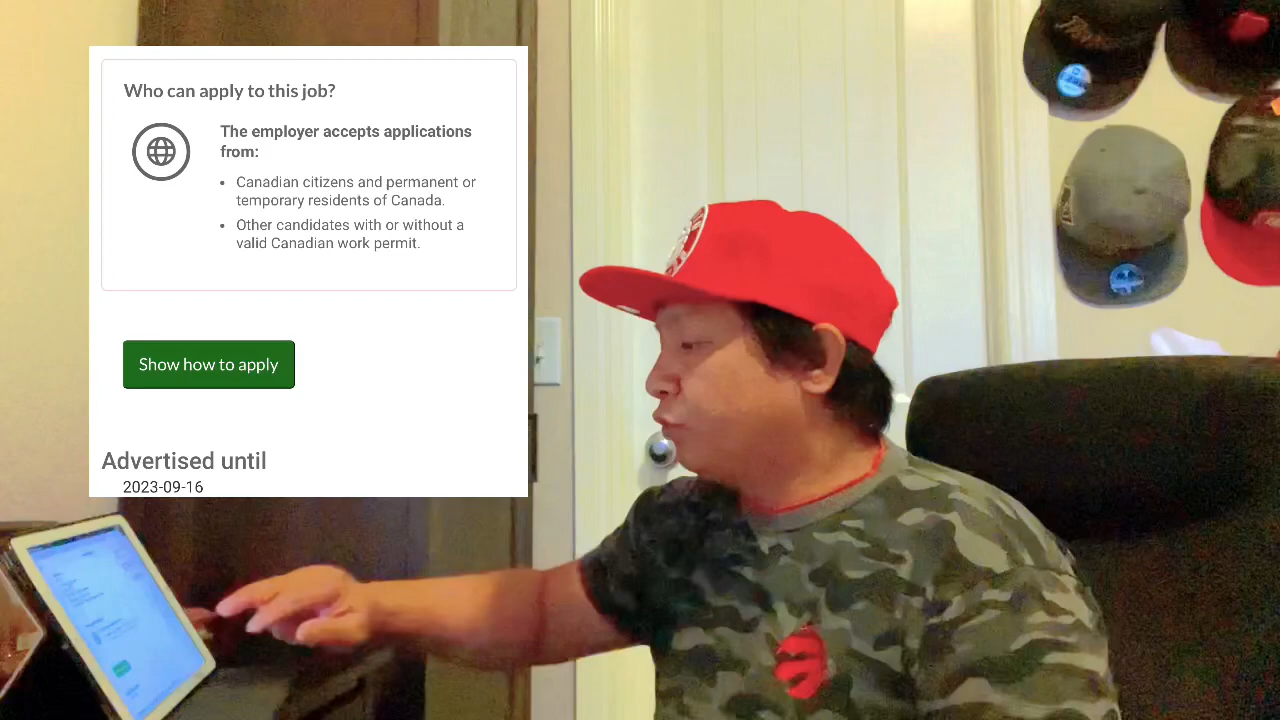 Who can apply to this job?
The employer accepts applications
from:
• Canadian citizens and permanent or
temporary residents of Canada.
• Other candidates with or without a
valid Canadian work permit.
Show how to apply
Advertised until
2023-09-16